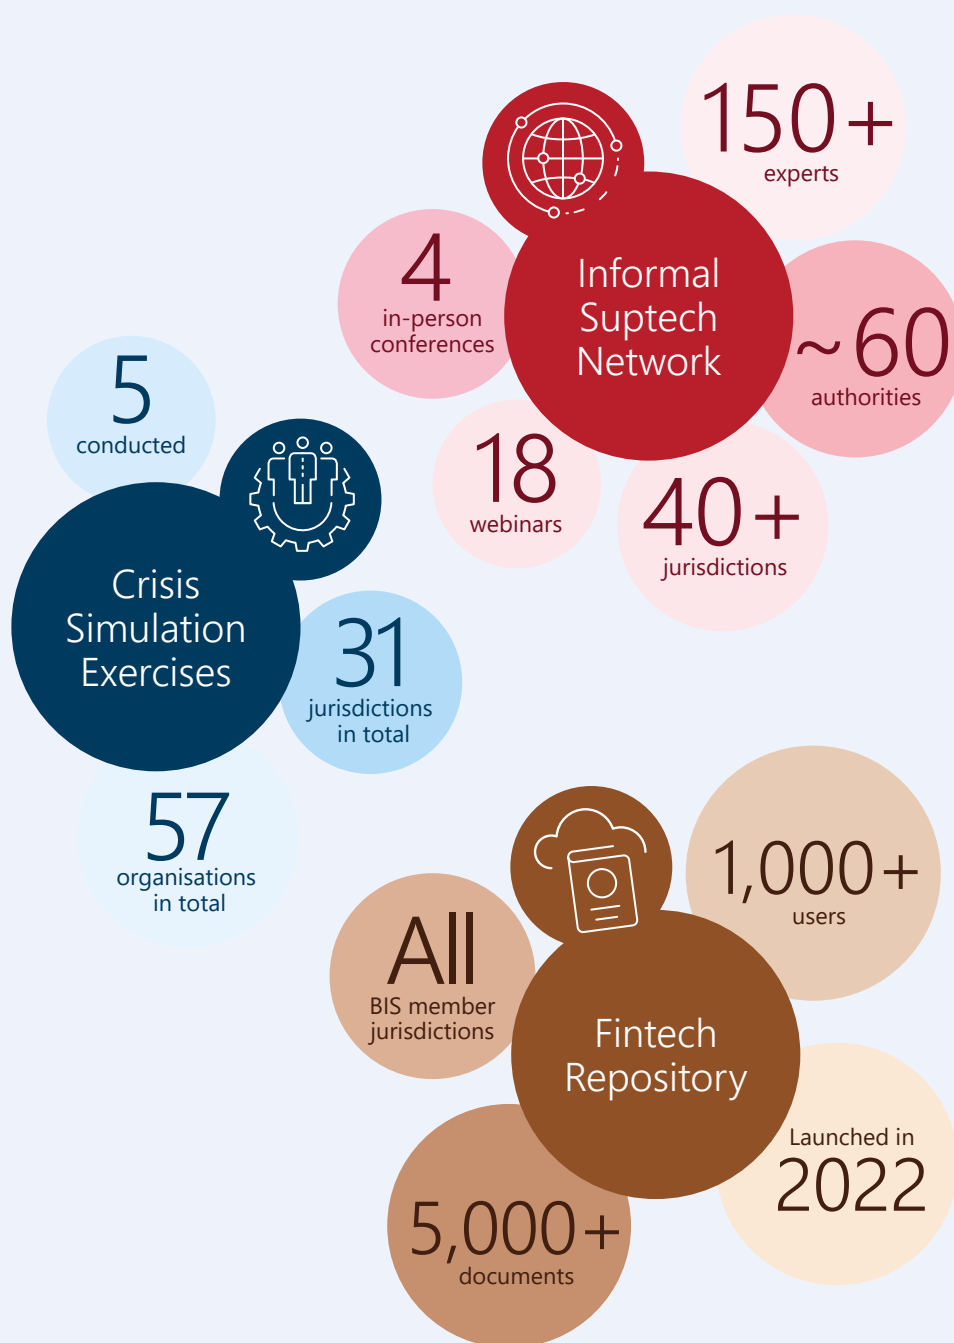 Informal
Suptech
Network
150+
experts
~60
authorities
40+
jurisdictions
18
webinars
4
in-person
conferences
Crisis
Simulation
Exercises
5
conducted
31
jurisdictions
in total
57
organisations
in total
Fintech
Repository
1,000+
users
Launched in
2022
5,000+
documents
All
BIS member
jurisdictions